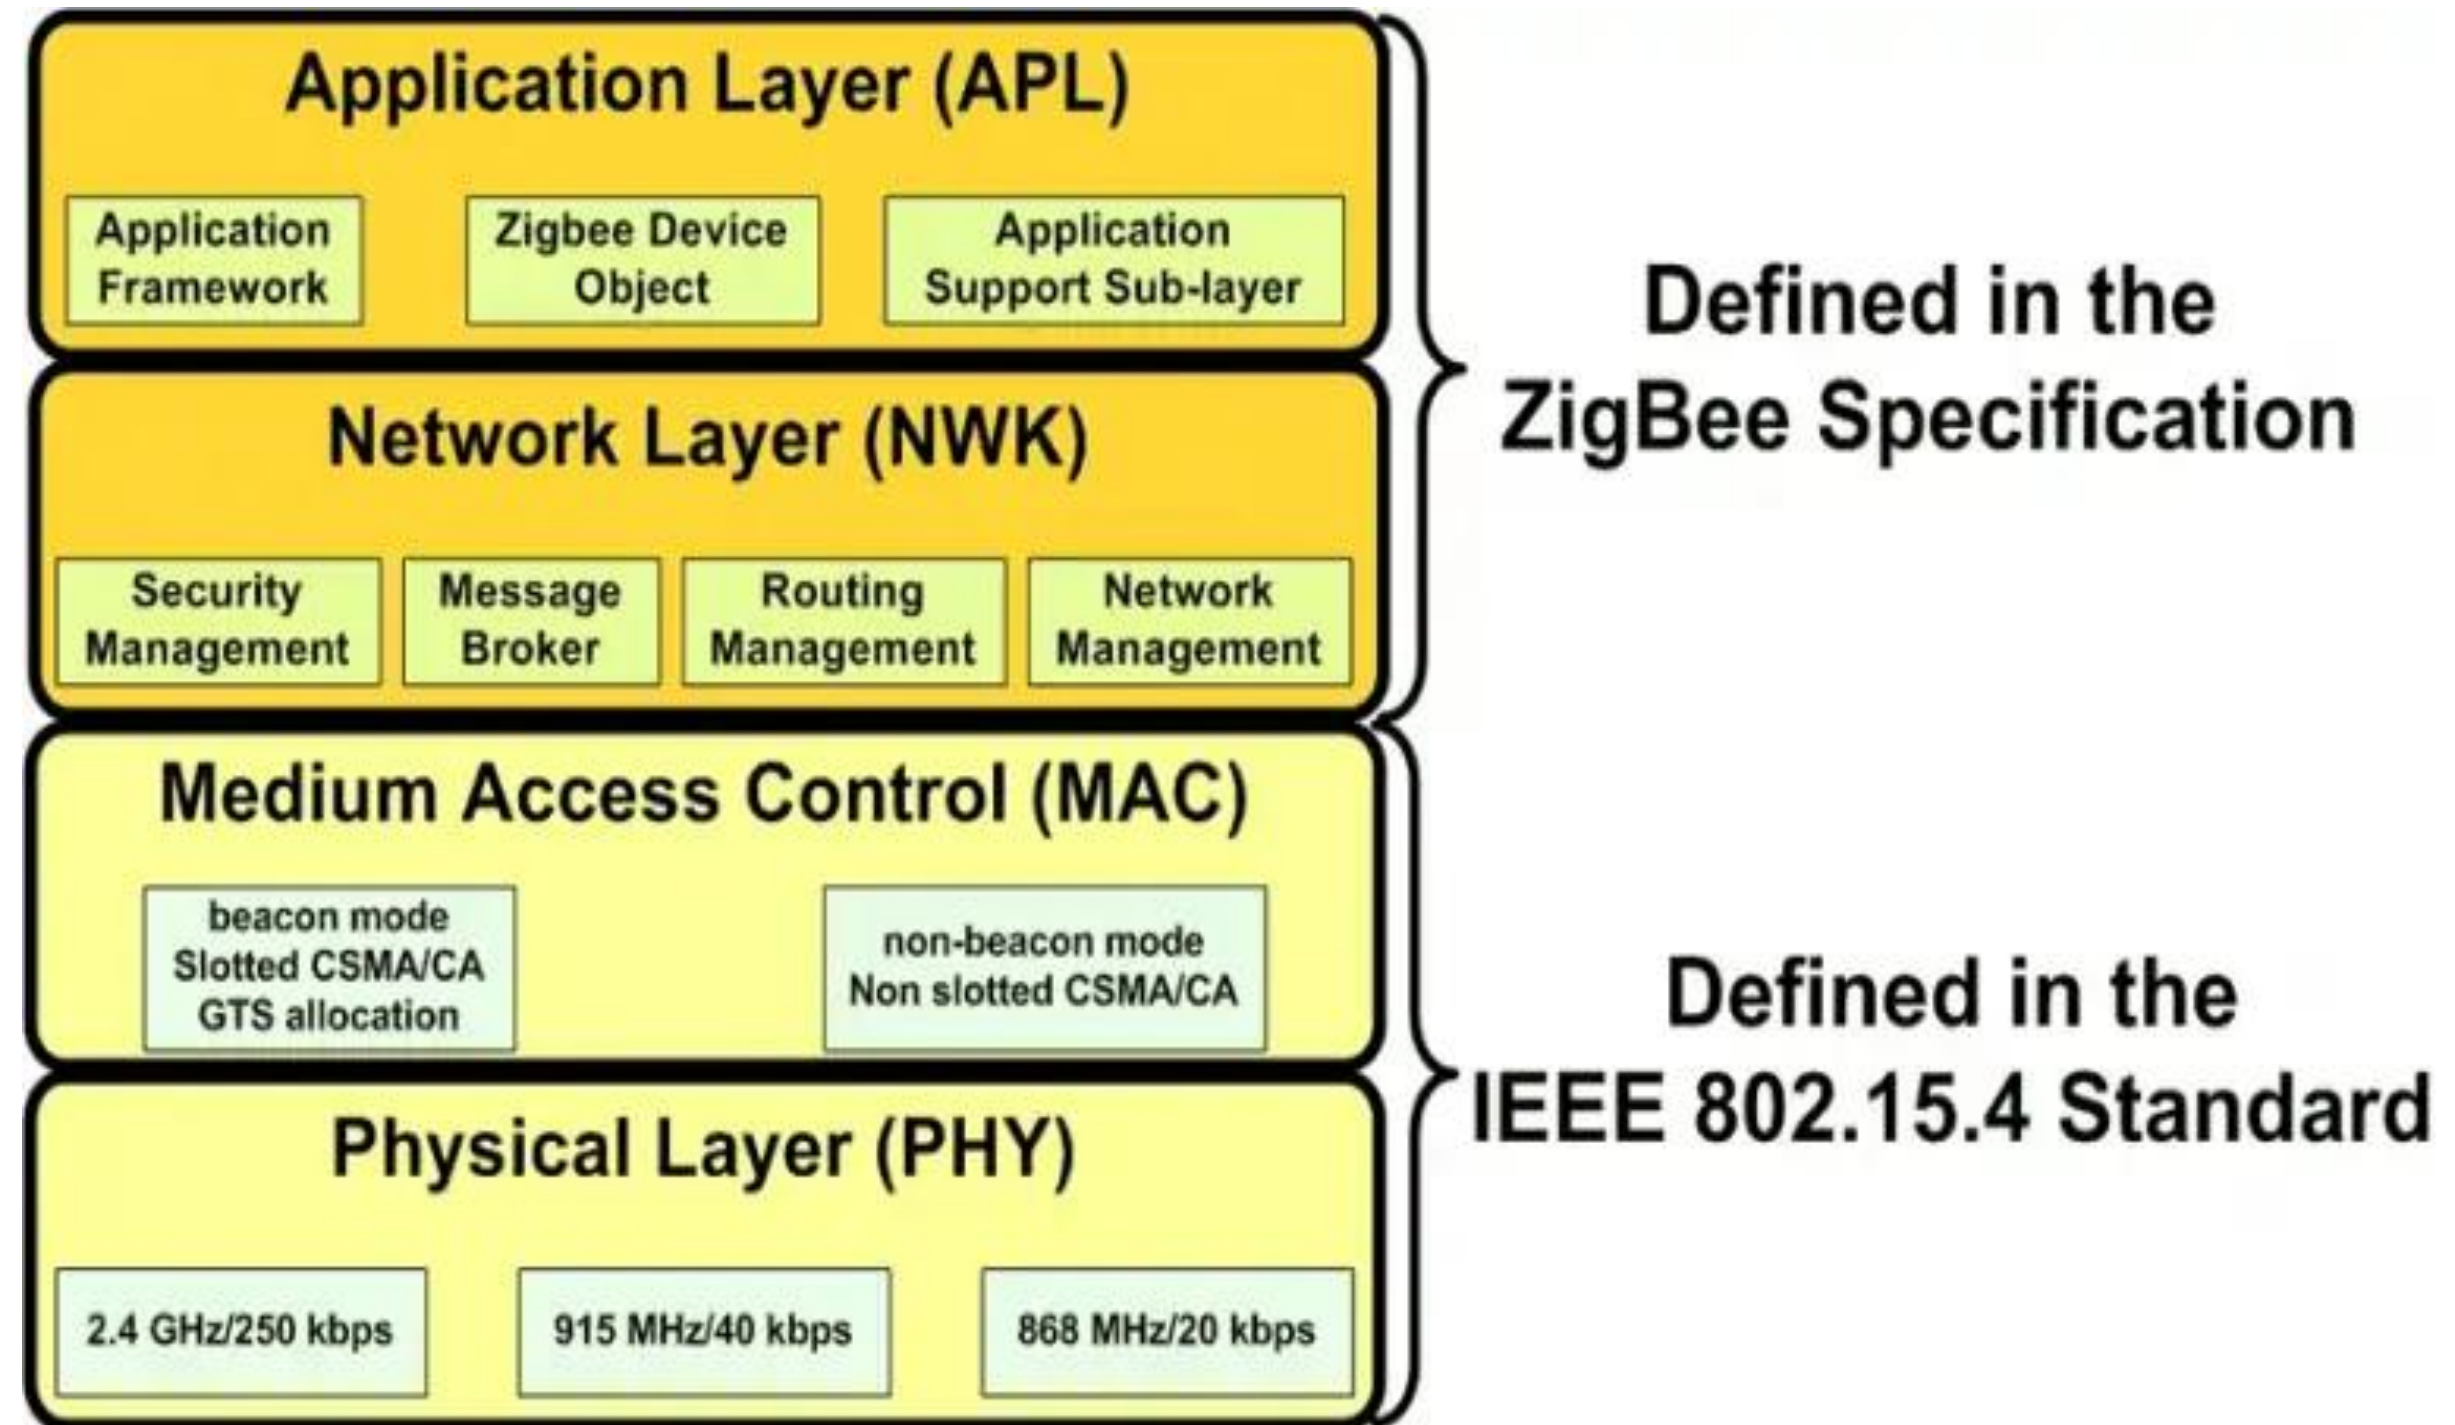 Application Layer (APL)
Application
Framework
Zigbee Device
Object
Application
Support Sub-layer
Network Layer (NWK)
Security
Management
Message
Broker
Routing
Management
Network
Management
Defined in the
ZigBee Specification
Medium Access Control (MAC)
beacon mode
Slotted CSMA/CA
GTS allocation
non-beacon mode
Non slotted CSMA/CA
Physical Layer (PHY)
2.4 GHz/250 kbps
915 MHz/40 kbps
868 MHz/20 kbps
Defined in the
IEEE 802.15.4 Standard